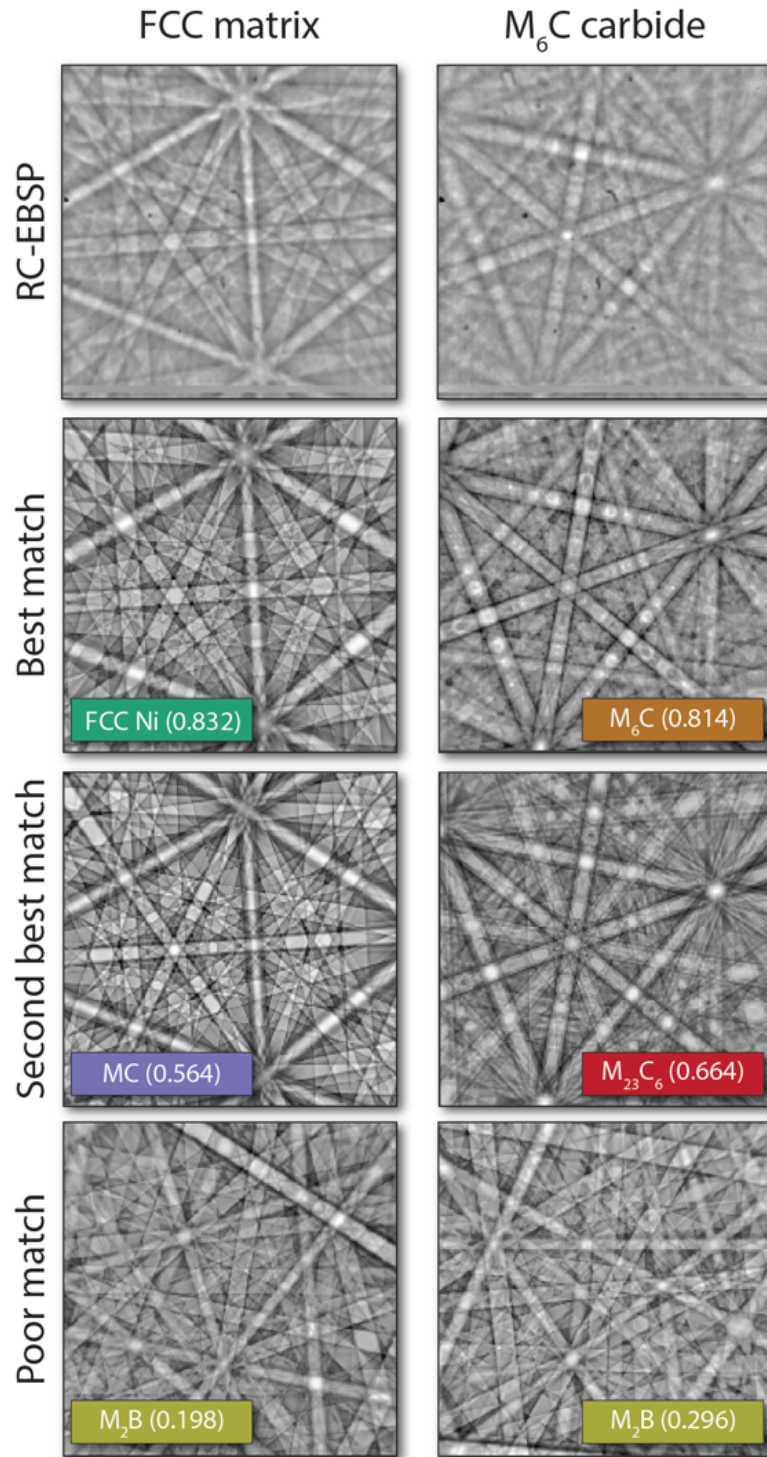 FCC matrix
M₆C carbide
RC-EBSP
Best match
FCC Ni (0.832)
M₆C (0.814)
Second best match
MC (0.564)
M₂₃C₆ (0.664)
Poor match
M₂B (0.198)
M₂B (0.296)